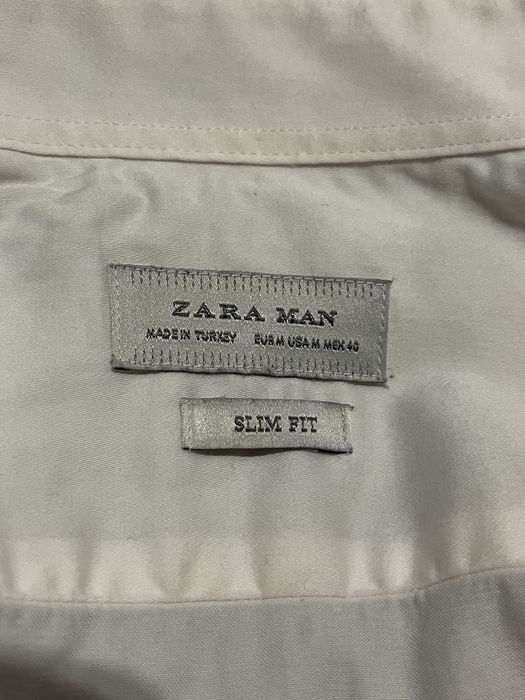 ZARA MAN
MADE IN TURKEY EUR M USA M MEX 40
SLIM FIT